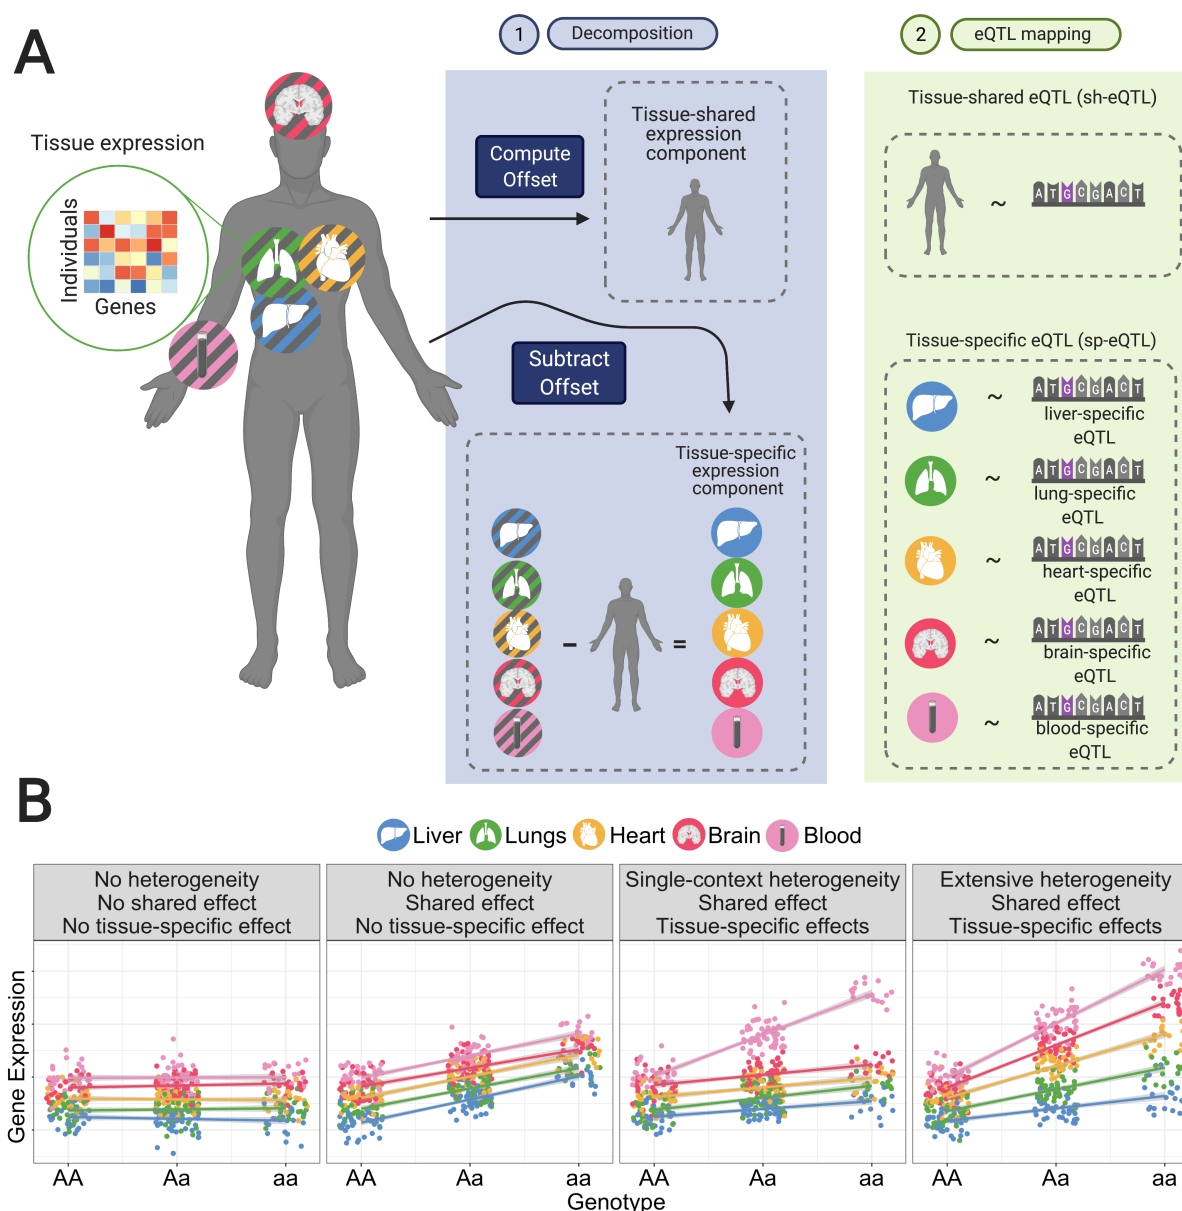 A
1
Decomposition
2
eQTL mapping
Tissue expression
Individuals
Genes
Compute
Offset
Tissue-shared
expression
component
Subtract
Offset
Tissue-specific
expression
component
-
=
Tissue-shared eQTL (sh-eQTL)
~
A T G C G A C T
Tissue-specific eQTL (sp-eQTL)
~
A T G C G A C T
liver-specific
eQTL
~
A T G C G A C T
lung-specific
eQTL
~
A T G C G A C T
heart-specific
eQTL
~
A T G C G A C T
brain-specific
eQTL
~
A T G C G A C T
blood-specific
eQTL
B
Liver Lungs Heart Brain Blood
No heterogeneity
No shared effect
No tissue-specific effect
No heterogeneity
Shared effect
No tissue-specific effect
Single-context heterogeneity
Shared effect
Tissue-specific effects
Extensive heterogeneity
Shared effect
Tissue-specific effects
Gene Expression
AA Aa aa
AA Aa aa
AA Aa aa
AA Aa aa
Genotype